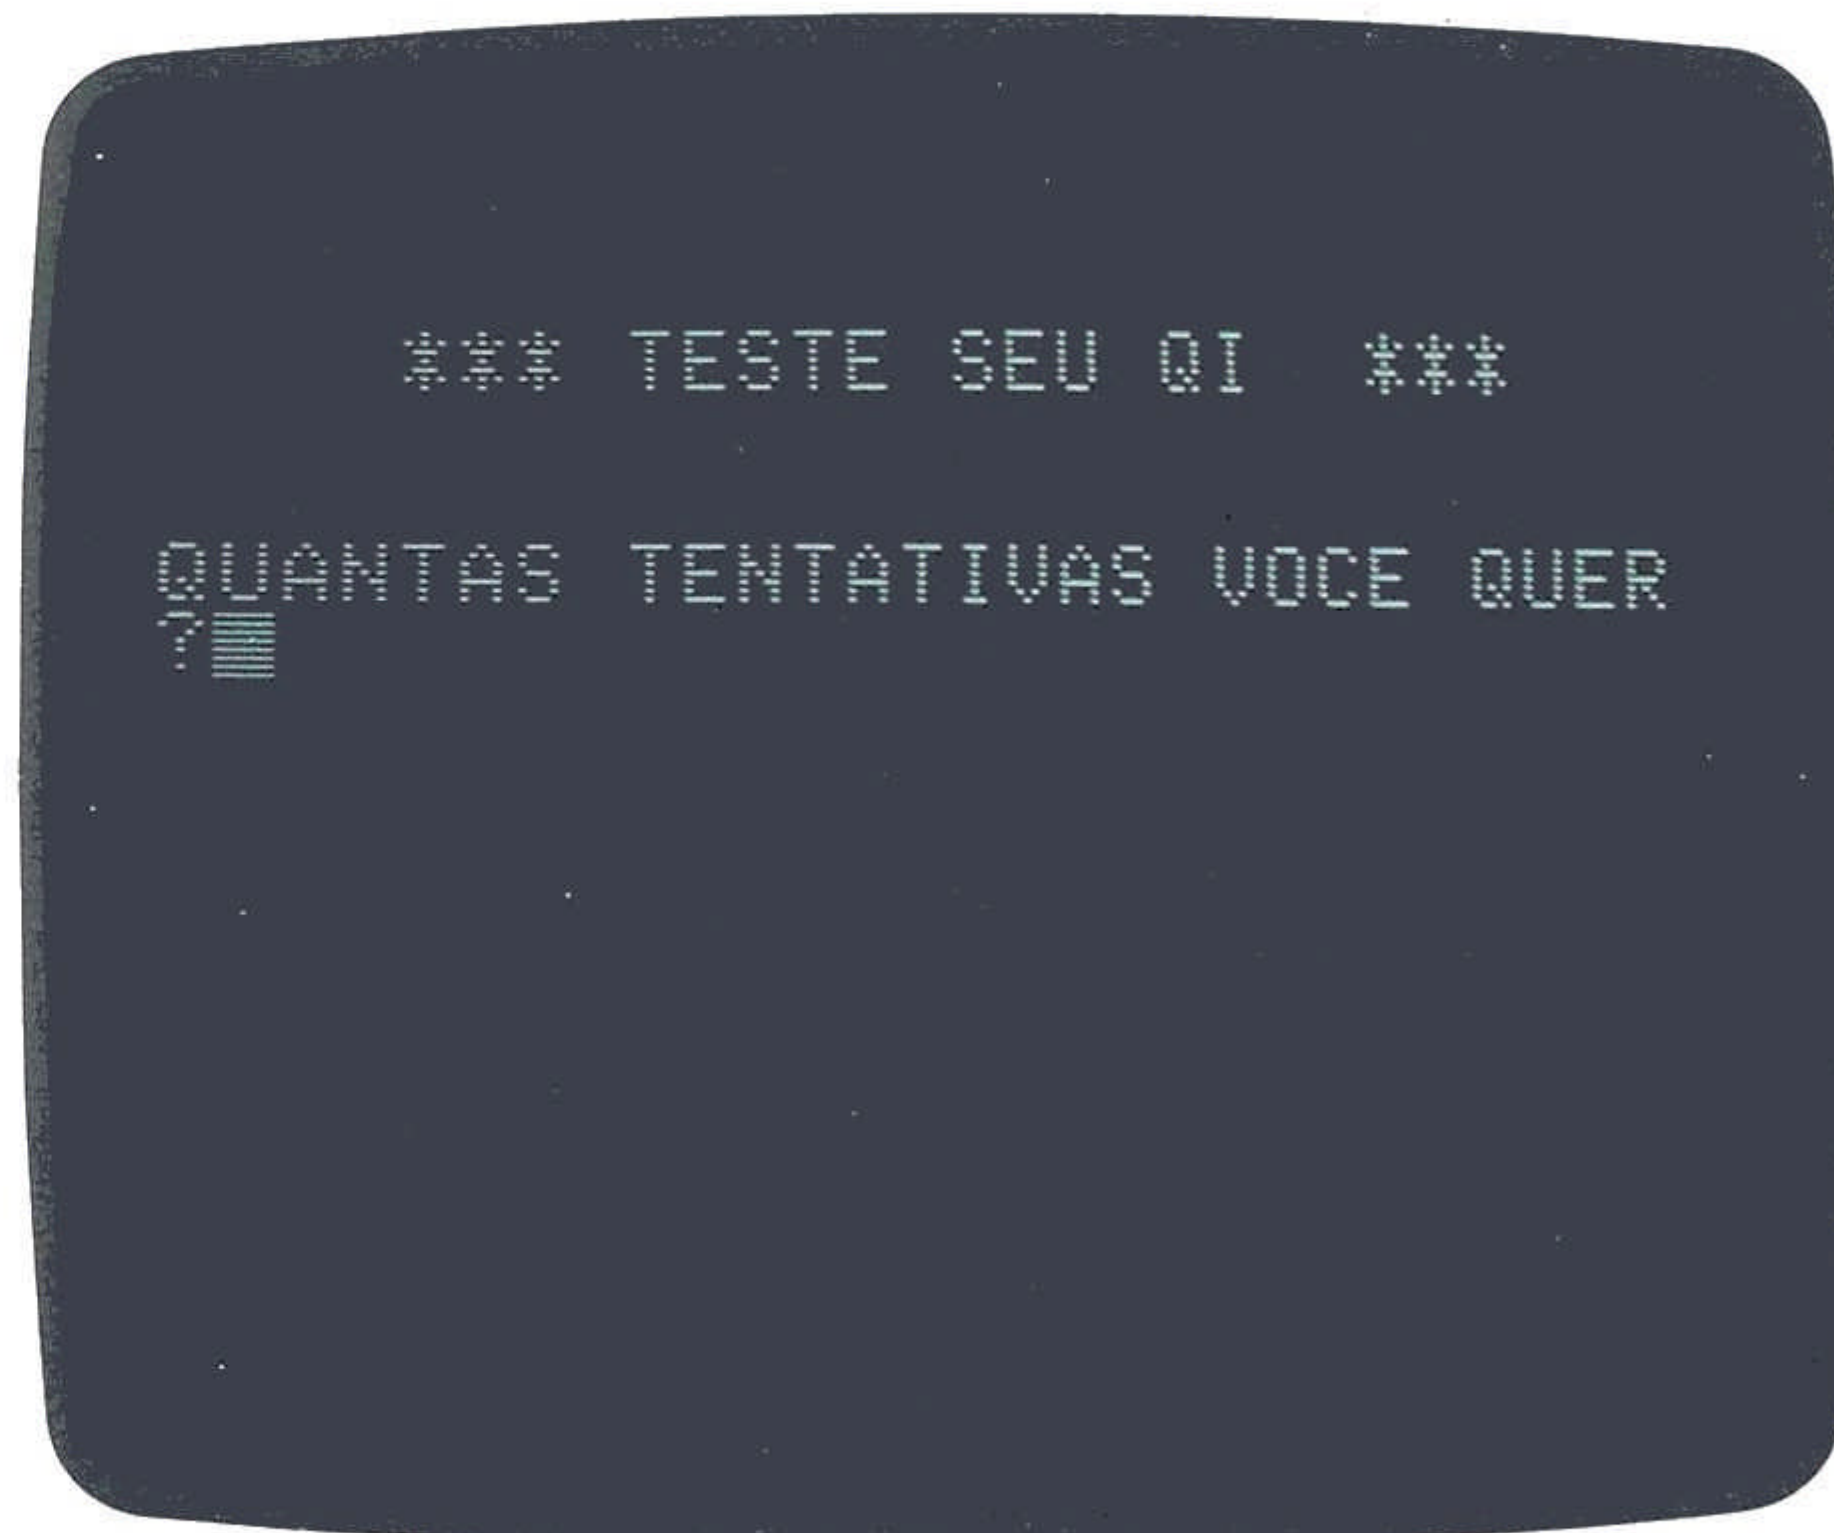 *** TESTE SEU QI  ***
QUANTAS TENTATIVAS VOCE QUER
?